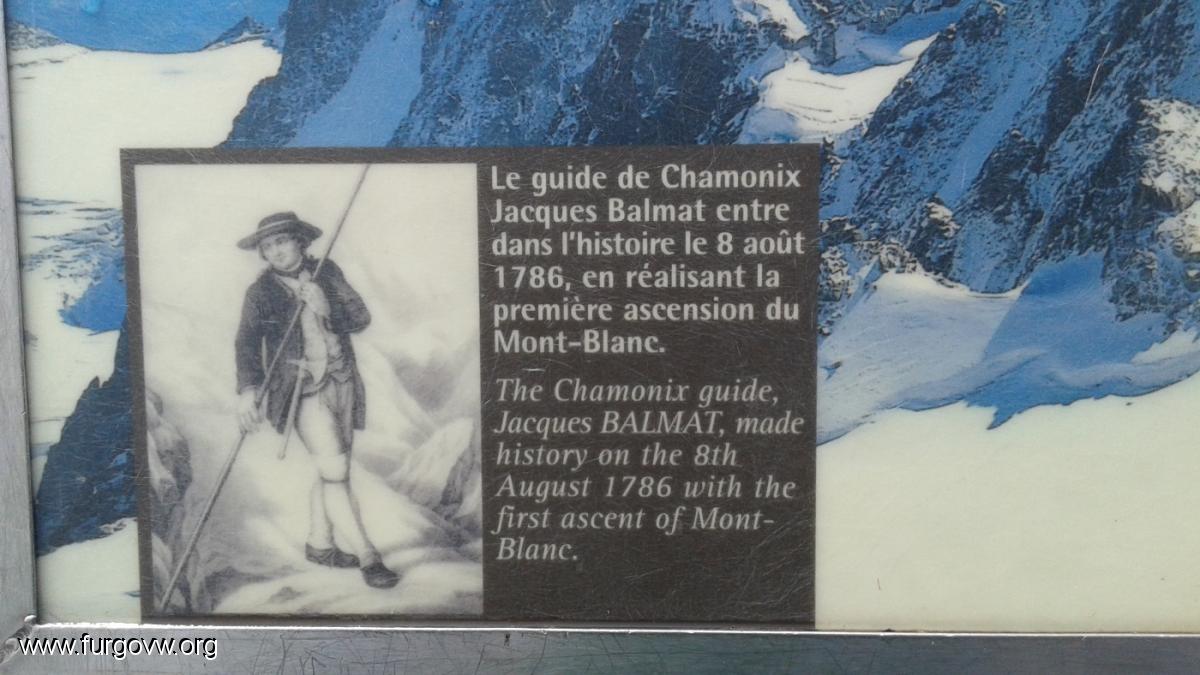 Le guide de Chamonix
Jacques Balmat entre
dans l'histoire le 8 août
1786, en réalisant la
première ascension du
Mont-Blanc.
The Chamonix guide,
Jacques BALMAT, made
history on the 8th
August 1786 with the
first ascent of Mont-
Blanc.
www.furgovw.org